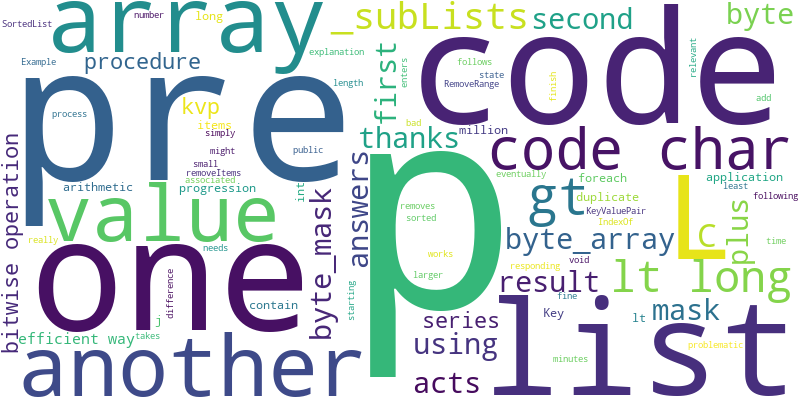 SortedList
number
long
array
_subLists
second
byte
Example
procedure
explanation
first
follows
state
RemoveRange
code
relevant
pre
process
kvp
items
length
enters
finish
add
bad
million
thanks
code char
simply
might
small
removeItems
public
associated
arithmetic
progression
int
answers
eventually
foreach
application
least
following
duplicate
KeyValuePair
gt
L
c
plus
bitwise operation
value
byte_mask
p
removes
sorted
IndexOf
byte_array
really
needs
one
works
responding
void
time
larger
result
lt long
difference
contain
starting
fine
Key
lt
mask
j
series
list
efficient way
takes
using
minutes
problematic
another
acts